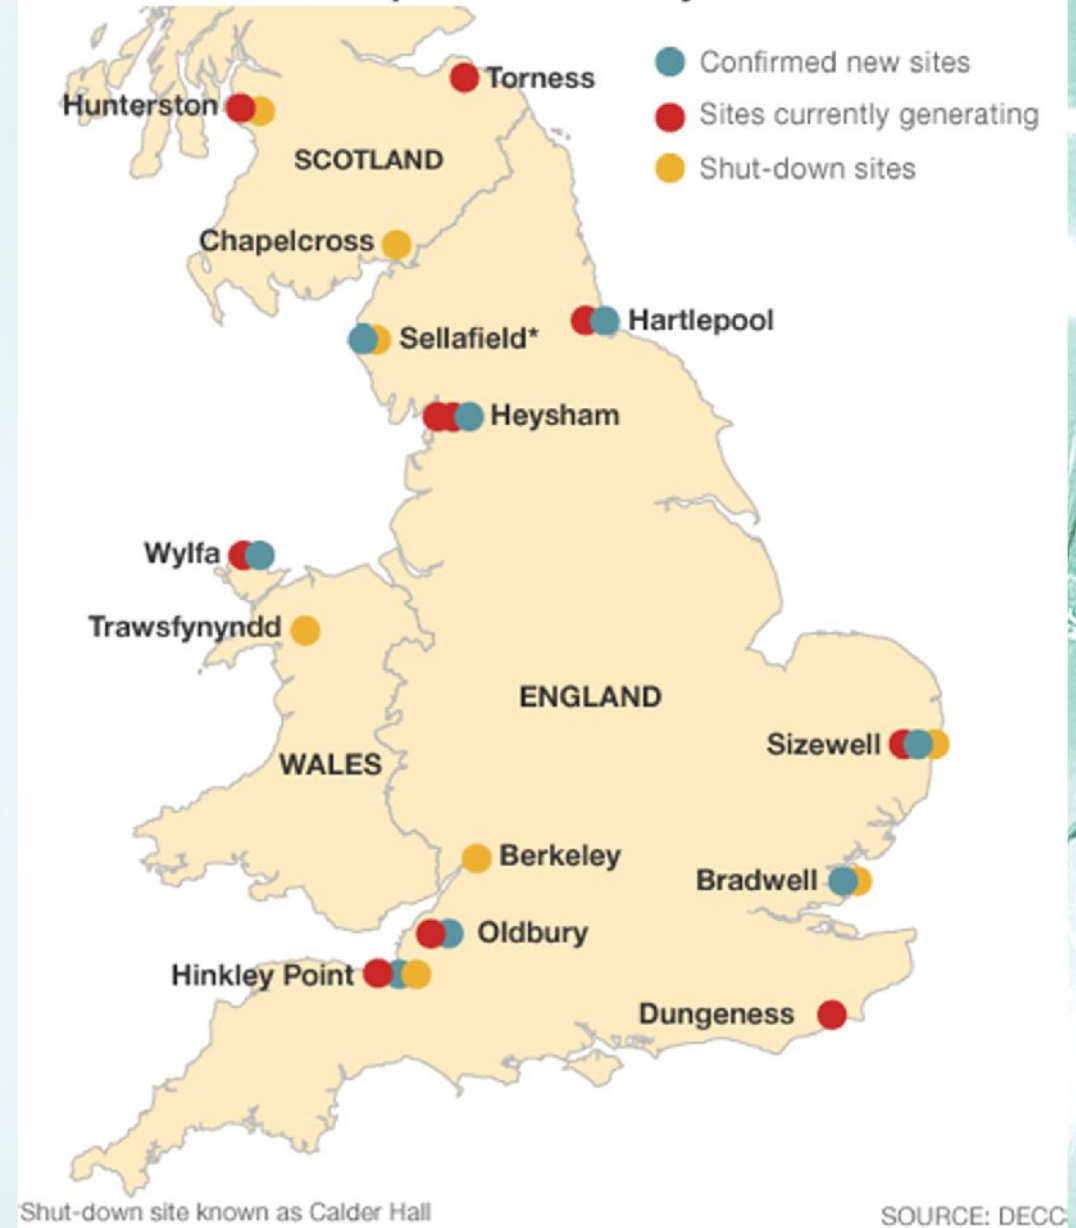 Confirmed new sites
Sites currently generating
Shut-down sites
Torness
Hunterston
SCOTLAND
Chapelcross
Hartlepool
Sellafield*
Heysham
Wylfa
Trawsfynyndd
ENGLAND
Sizewell
WALES
Berkeley
Bradwell
Oldbury
Hinkley Point
Dungeness
*Shut-down site known as Calder Hall
SOURCE: DECC